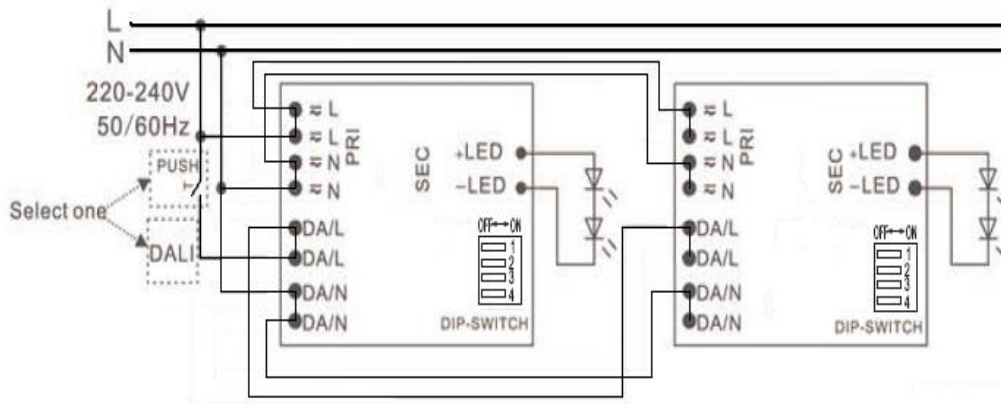 L
N
220-240V
50/60Hz
PUSH
Select one
DALI
≂ L
≂ L
≂ N
≂ N
PRI
SEC
+LED
−LED
DA/L
DA/L
DA/N
DA/N
OFF↔ON
1
2
3
4
DIP-SWITCH
≂ L
≂ L
≂ N
≂ N
PRI
SEC
+LED
−LED
DA/L
DA/L
DA/N
DA/N
OFF↔ON
1
2
3
4
DIP-SWITCH